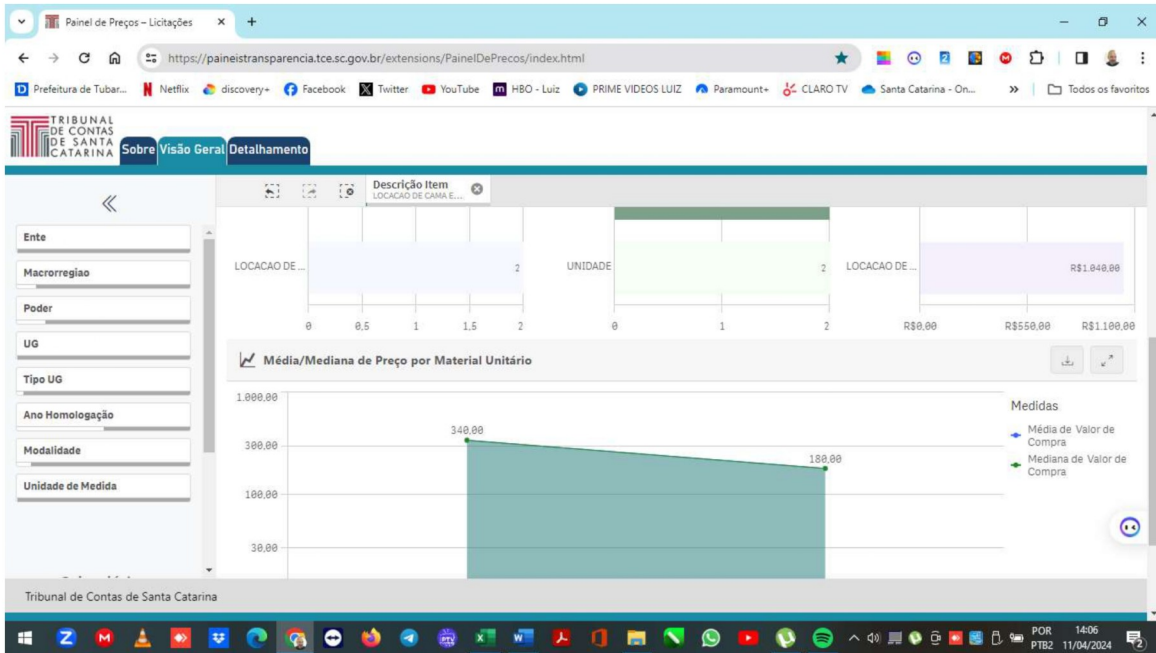 Painel de Preços – Licitações
https://paineistransparencia.tce.sc.gov.br/extensions/PainelDePrecos/index.html
Prefeitura de Tubar...
Netflix
discovery+
Facebook
Twitter
YouTube
HBO - Luiz
PRIME VIDEOS LUIZ
Paramount+
CLARO TV
Santa Catarina - On...
Todos os favoritos
TRIBUNAL
DE CONTAS
DE SANTA
CATARINA
Sobre
Visão Geral
Detalhamento
Descrição Item
LOCACAO DE CAMA E...
Ente
Macrorregiao
Poder
UG
Tipo UG
Ano Homologação
Modalidade
Unidade de Medida
LOCACAO DE ...
2
0
0,5
1
1,5
2
UNIDADE
2
0
1
2
LOCACAO DE ...
R$1.040,00
R$0,00
R$550,00
R$1.100,00
Média/Mediana de Preço por Material Unitário
1.000,00
300,00
100,00
30,00
340,00
180,00
Medidas
Média de Valor de
Compra
Mediana de Valor de
Compra
Tribunal de Contas de Santa Catarina
POR
PTB2
14:06
11/04/2024